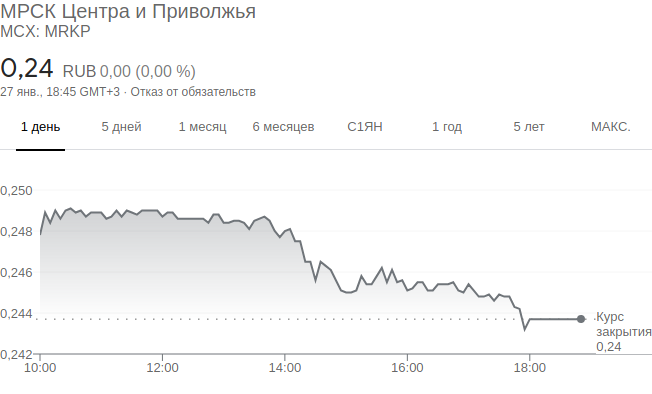 МРСК Центра и Приволжья
MCX: MRKP
0,24 RUB 0,00 (0,00 %)
27 янв., 18:45 GMT+3 · Отказ от обязательств
1 день 5 дней 1 месяц 6 месяцев С1ЯН 1 год 5 лет МАКС.
0,250
0,248
0,246
0,244
Курс
закрытия
0,24
0,242
10:00 12:00 14:00 16:00 18:00